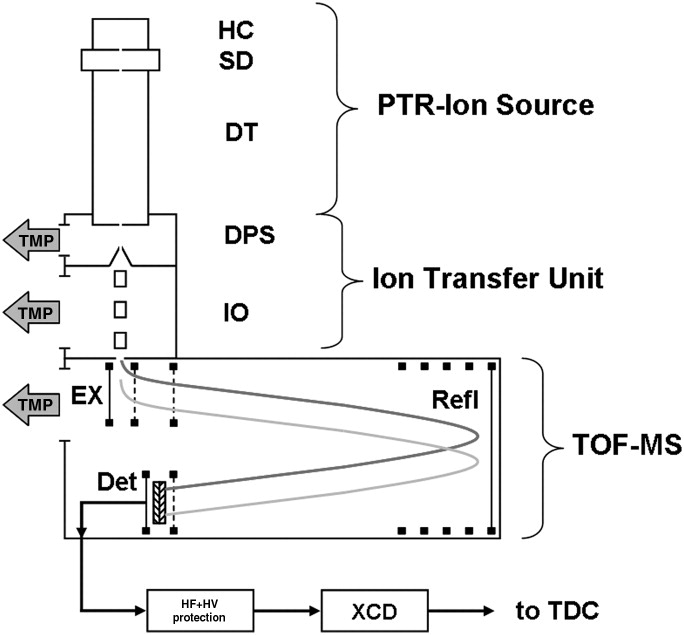 HC
SD
PTR-Ion Source
DT
TMP
DPS
Ion Transfer Unit
TMP
IO
TMP
EX
Refl
TOF-MS
Det
HF+HV
protection
XCD
to TDC